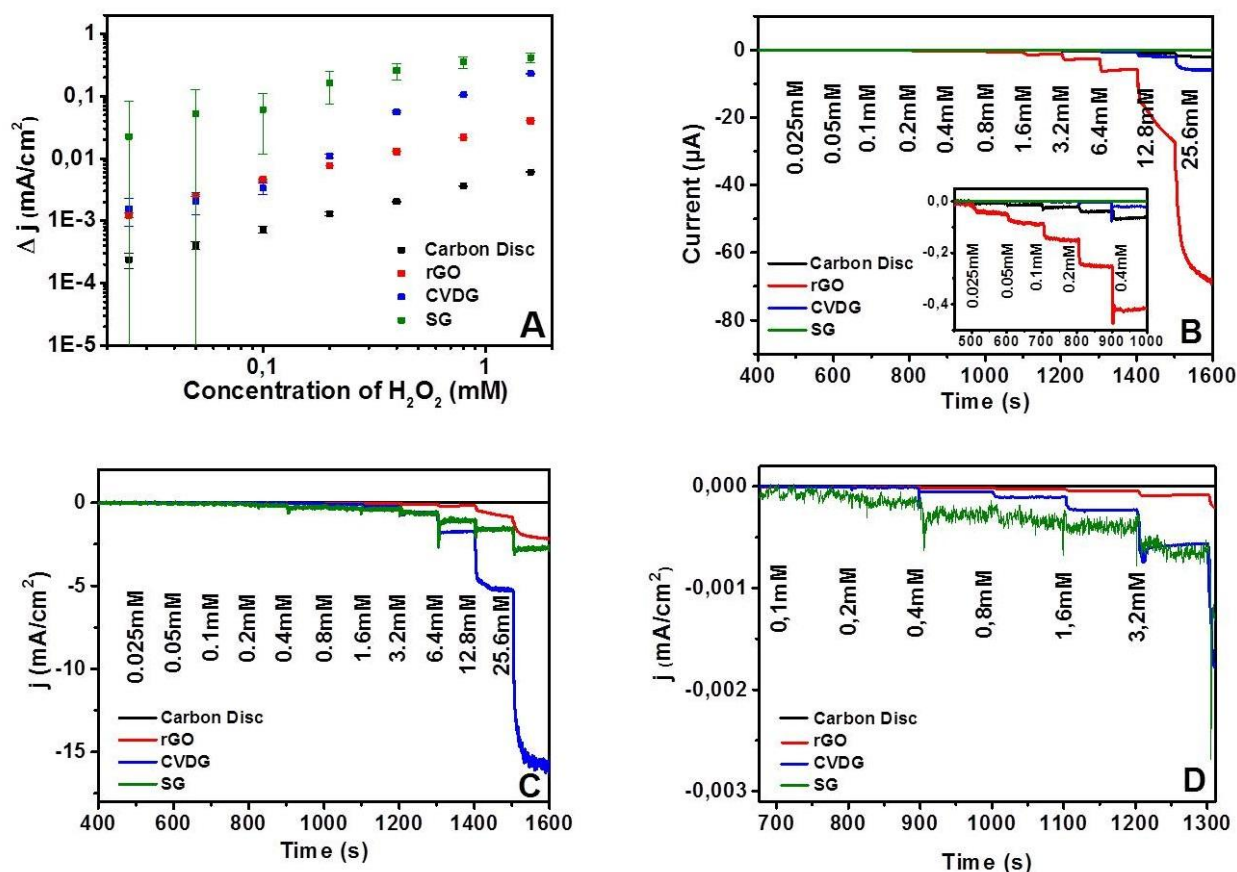 1
0,1
0,01
1E-3
1E-4
1E-5
Δ j (mA/cm²)
Carbon Disc
rGO
CVDG
SG
A
0,1
1
Concentration of H₂O₂ (mM)
0
-20
-40
-60
-80
Current (µA)
0.025mM
0.05mM
0.1mM
0.2mM
0.4mM
0.8mM
1.6mM
3.2mM
6.4mM
12.8mM
25.6mM
Carbon Disc
rGO
CVDG
SG
B
0,0
-0,2
-0,4
0.025mM
0.05mM
0.1mM
0.2mM
0.4mM
500 600 700 800 900 1000
400 600 800 1000 1200 1400 1600
Time (s)
0
-5
-10
-15
j (mA/cm²)
0.025mM
0.05mM
0.1mM
0.2mM
0.4mM
0.8mM
1.6mM
3.2mM
6.4mM
12.8mM
25.6mM
Carbon Disc
rGO
CVDG
SG
C
400 600 800 1000 1200 1400 1600
Time (s)
0,000
-0,001
-0,002
-0,003
j (mA/cm²)
0,1mM
0,2mM
0,4mM
0,8mM
1,6mM
3,2mM
Carbon Disc
rGO
CVDG
SG
D
700 800 900 1000 1100 1200 1300
Time (s)